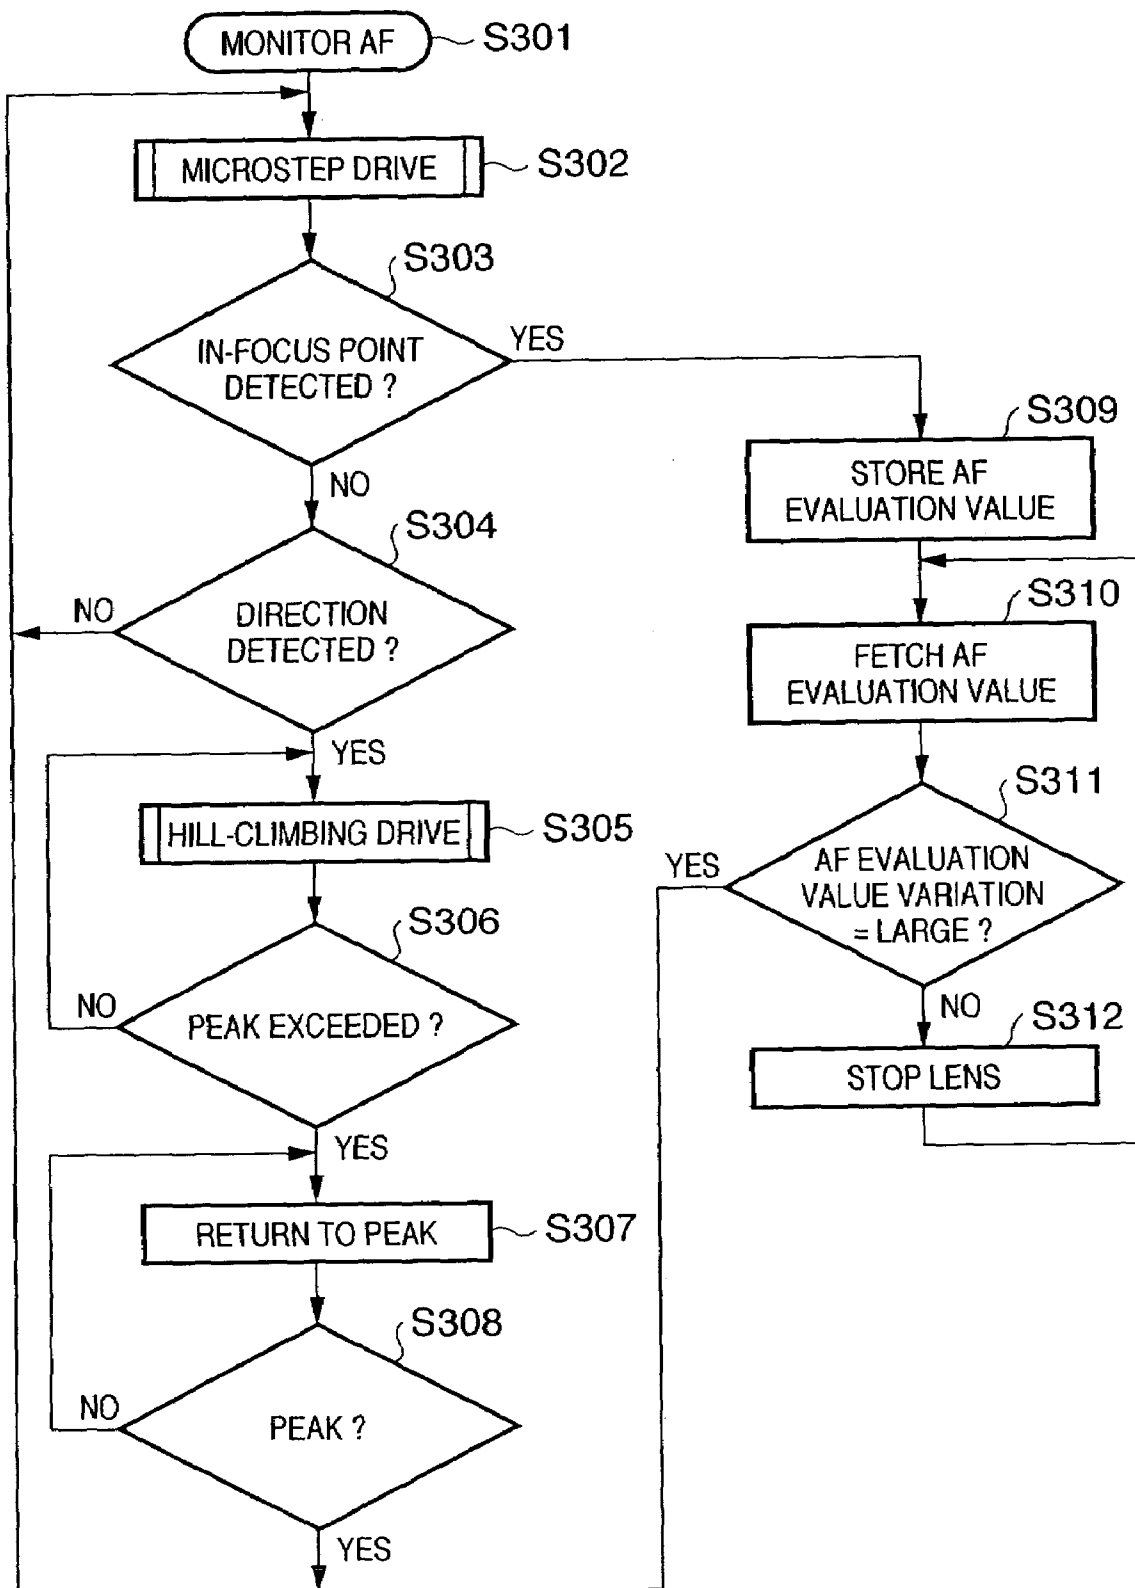 MONITOR AF
S301
MICROSTEP DRIVE
S302
S303
IN-FOCUS POINT
DETECTED ?
YES
NO
S304
DIRECTION
DETECTED ?
NO
YES
HILL-CLIMBING DRIVE
S305
S306
PEAK EXCEEDED ?
NO
YES
RETURN TO PEAK
S307
S308
PEAK ?
NO
YES
S309
STORE AF
EVALUATION VALUE
S310
FETCH AF
EVALUATION VALUE
S311
AF EVALUATION
VALUE VARIATION
= LARGE ?
YES
NO
S312
STOP LENS